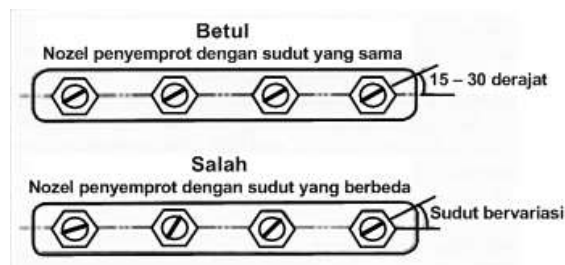 Betul
Nozel penyemprot dengan sudut yang sama
15 – 30 derajat
Salah
Nozel penyemprot dengan sudut yang berbeda
Sudut bervariasi